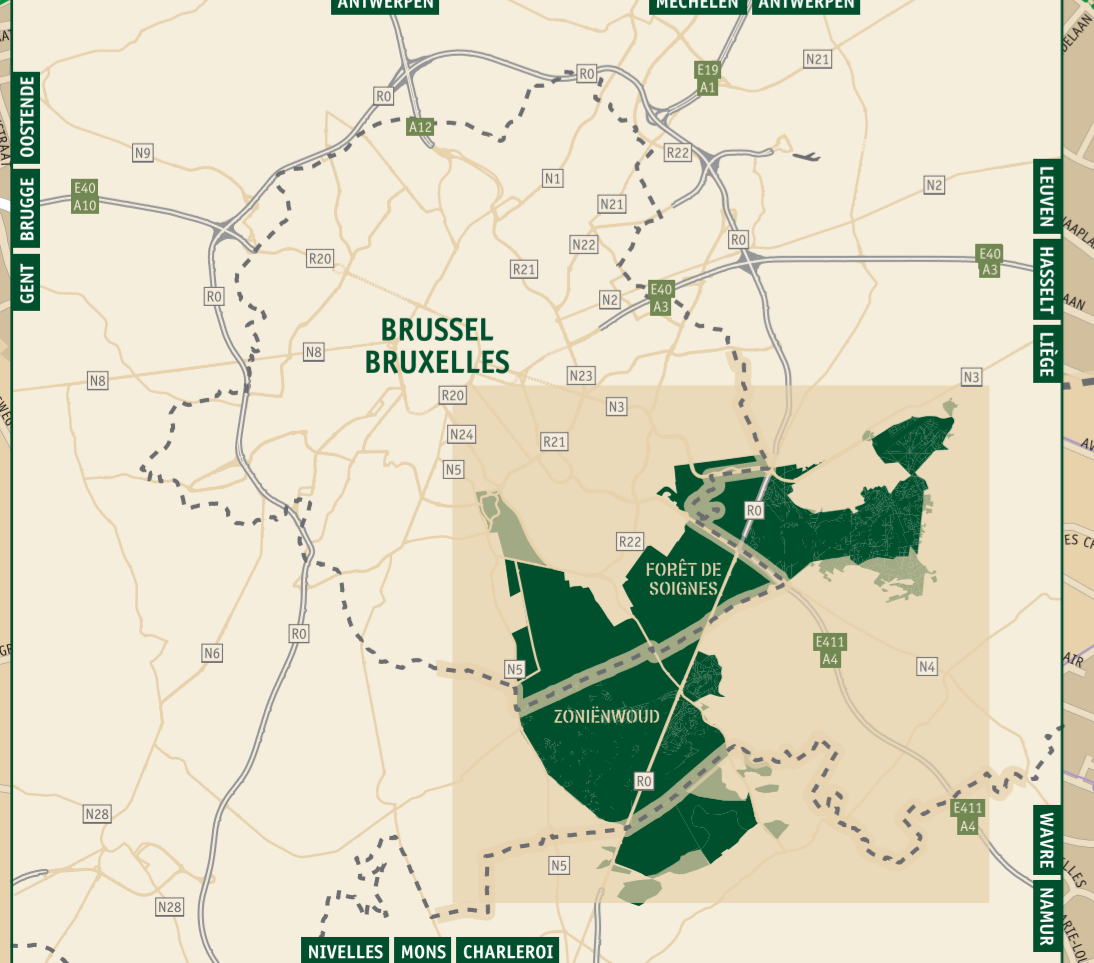 ANTWERPEN
MECHELEN ANTWERPEN
N21
E19
A1
R0
R0
A12
OOSTENDE
BRUGGE
GENT
N9
R22
N1
N2
E40
A10
N21
LEUVEN
HASSELT
LIÈGE
R0
N22
R20
R21
E40
A3
R0
N2
E40
A3
BRUSSEL
BRUXELLES
N8
N8
N23
N3
R20
N3
N24
R21
N5
R0
R22
FORÊT DE
SOIGNES
R0
N6
E411
A4
N5
N4
ZONIËNWOUD
R0
N28
E411
A4
WAVRE
NAMUR
N5
N28
NIVELLES MONS CHARLEROI